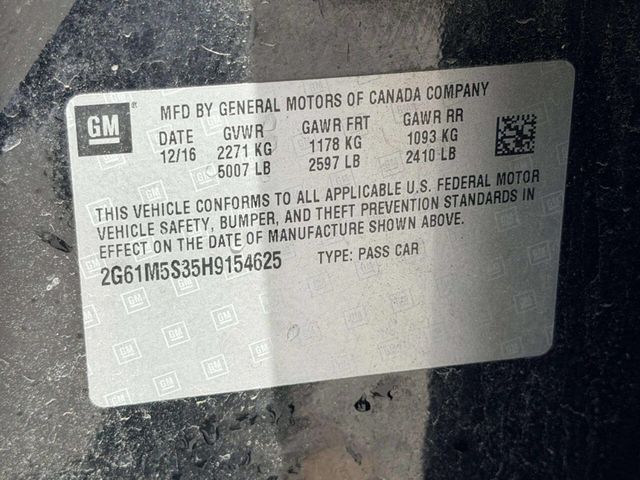 GM
MFD BY GENERAL MOTORS OF CANADA COMPANY
DATE GVWR GAWR FRT GAWR RR
12/16 2271 KG 1178 KG 1093 KG
5007 LB 2597 LB 2410 LB
THIS VEHICLE CONFORMS TO ALL APPLICABLE U.S. FEDERAL MOTOR
VEHICLE SAFETY, BUMPER, AND THEFT PREVENTION STANDARDS IN
EFFECT ON THE DATE OF MANUFACTURE SHOWN ABOVE.
2G61M5S35H9154625 TYPE: PASS CAR